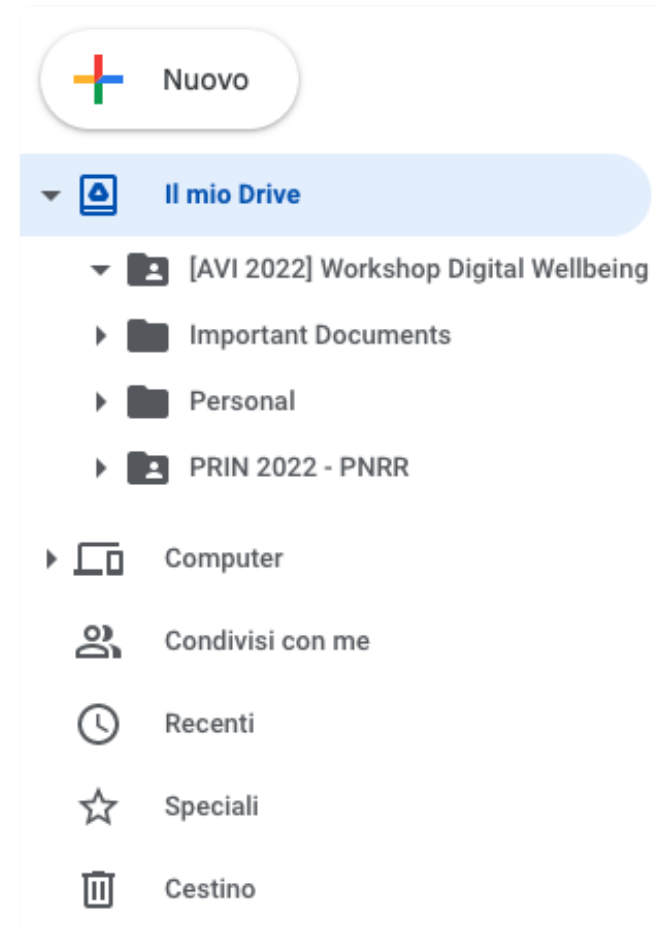 Nuovo
Il mio Drive
[AVI 2022] Workshop Digital Wellbeing
Important Documents
Personal
PRIN 2022 - PNRR
Computer
Condivisi con me
Recenti
Speciali
Cestino